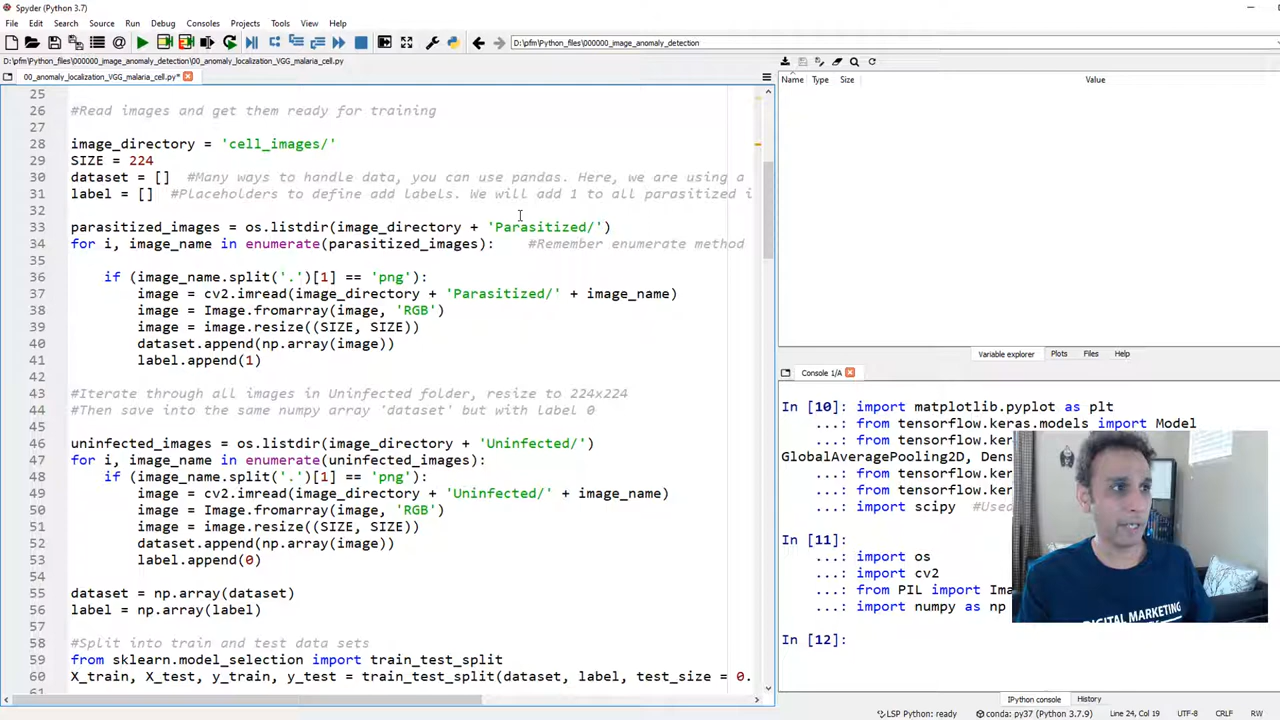 Spyder (Python 3.7)
File Edit Search Source Run Debug Consoles Projects Tools View Help
D:\pfm\Python_files\000000_image_anomaly_detection
D:\pfm\Python_files\000000_image_anomaly_detection\00_anomaly_localization_VGG_malaria_cell.py
00_anomaly_localization_VGG_malaria_cell.py*
25
26 #Read images and get them ready for training
27
28 image_directory = 'cell_images/'
29 SIZE = 224
30 dataset = [] #Many ways to handle data, you can use pandas. Here, we are using a
31 label = [] #Placeholders to define add labels. We will add 1 to all parasitized i
32
33 parasitized_images = os.listdir(image_directory + 'Parasitized/')
34 for i, image_name in enumerate(parasitized_images): #Remember enumerate method
35
36 if (image_name.split('.')[1] == 'png'):
37 image = cv2.imread(image_directory + 'Parasitized/' + image_name)
38 image = Image.fromarray(image, 'RGB')
39 image = image.resize((SIZE, SIZE))
40 dataset.append(np.array(image))
41 label.append(1)
42
43 #Iterate through all images in Uninfected folder, resize to 224x224
44 #Then save into the same numpy array 'dataset' but with label 0
45
46 uninfected_images = os.listdir(image_directory + 'Uninfected/')
47 for i, image_name in enumerate(uninfected_images):
48 if (image_name.split('.')[1] == 'png'):
49 image = cv2.imread(image_directory + 'Uninfected/' + image_name)
50 image = Image.fromarray(image, 'RGB')
51 image = image.resize((SIZE, SIZE))
52 dataset.append(np.array(image))
53 label.append(0)
54
55 dataset = np.array(dataset)
56 label = np.array(label)
57
58 #Split into train and test data sets
59 from sklearn.model_selection import train_test_split
60 X_train, X_test, y_train, y_test = train_test_split(dataset, label, test_size = 0.
Name Type Size Value
Variable explorer Plots Files Help
Console 1/A
In [10]: import matplotlib.pyplot as plt
...: from tensorflow.keras.models import Model
...: from tensorflow.ker
GlobalAveragePooling2D, Dens
...: from tensorflow.ker
...: from tensorflow.ker
...: import scipy #Used
In [11]:
...: import os
...: import cv2
...: from PIL import Ima
...: import numpy as np
In [12]:
DIGITAL MARKETING
IPython console History
LSP Python: ready conda: py37 (Python 3.7.9) Line 24, Col 19 UTF-8 CRLF RW